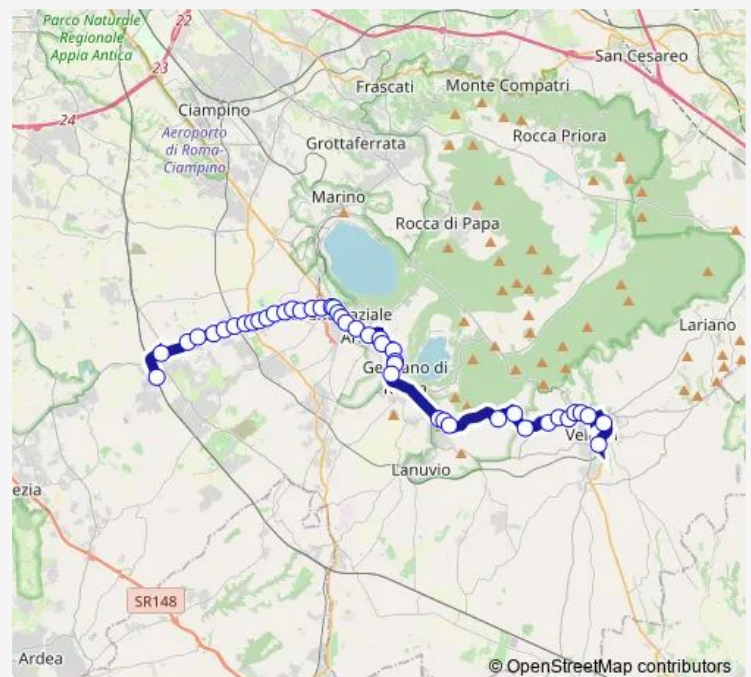 Parco Naturale
Regionale
Appia Antica
22
23
24
San Cesareo
Frascati
Monte Compatri
Ciampino
Aeroporto
di Roma-
Ciampino
Grottaferrata
Rocca Priora
Marino
Rocca di Papa
Lariano
Lanuvio
SR148
Ardea
© OpenStreetMap contributors